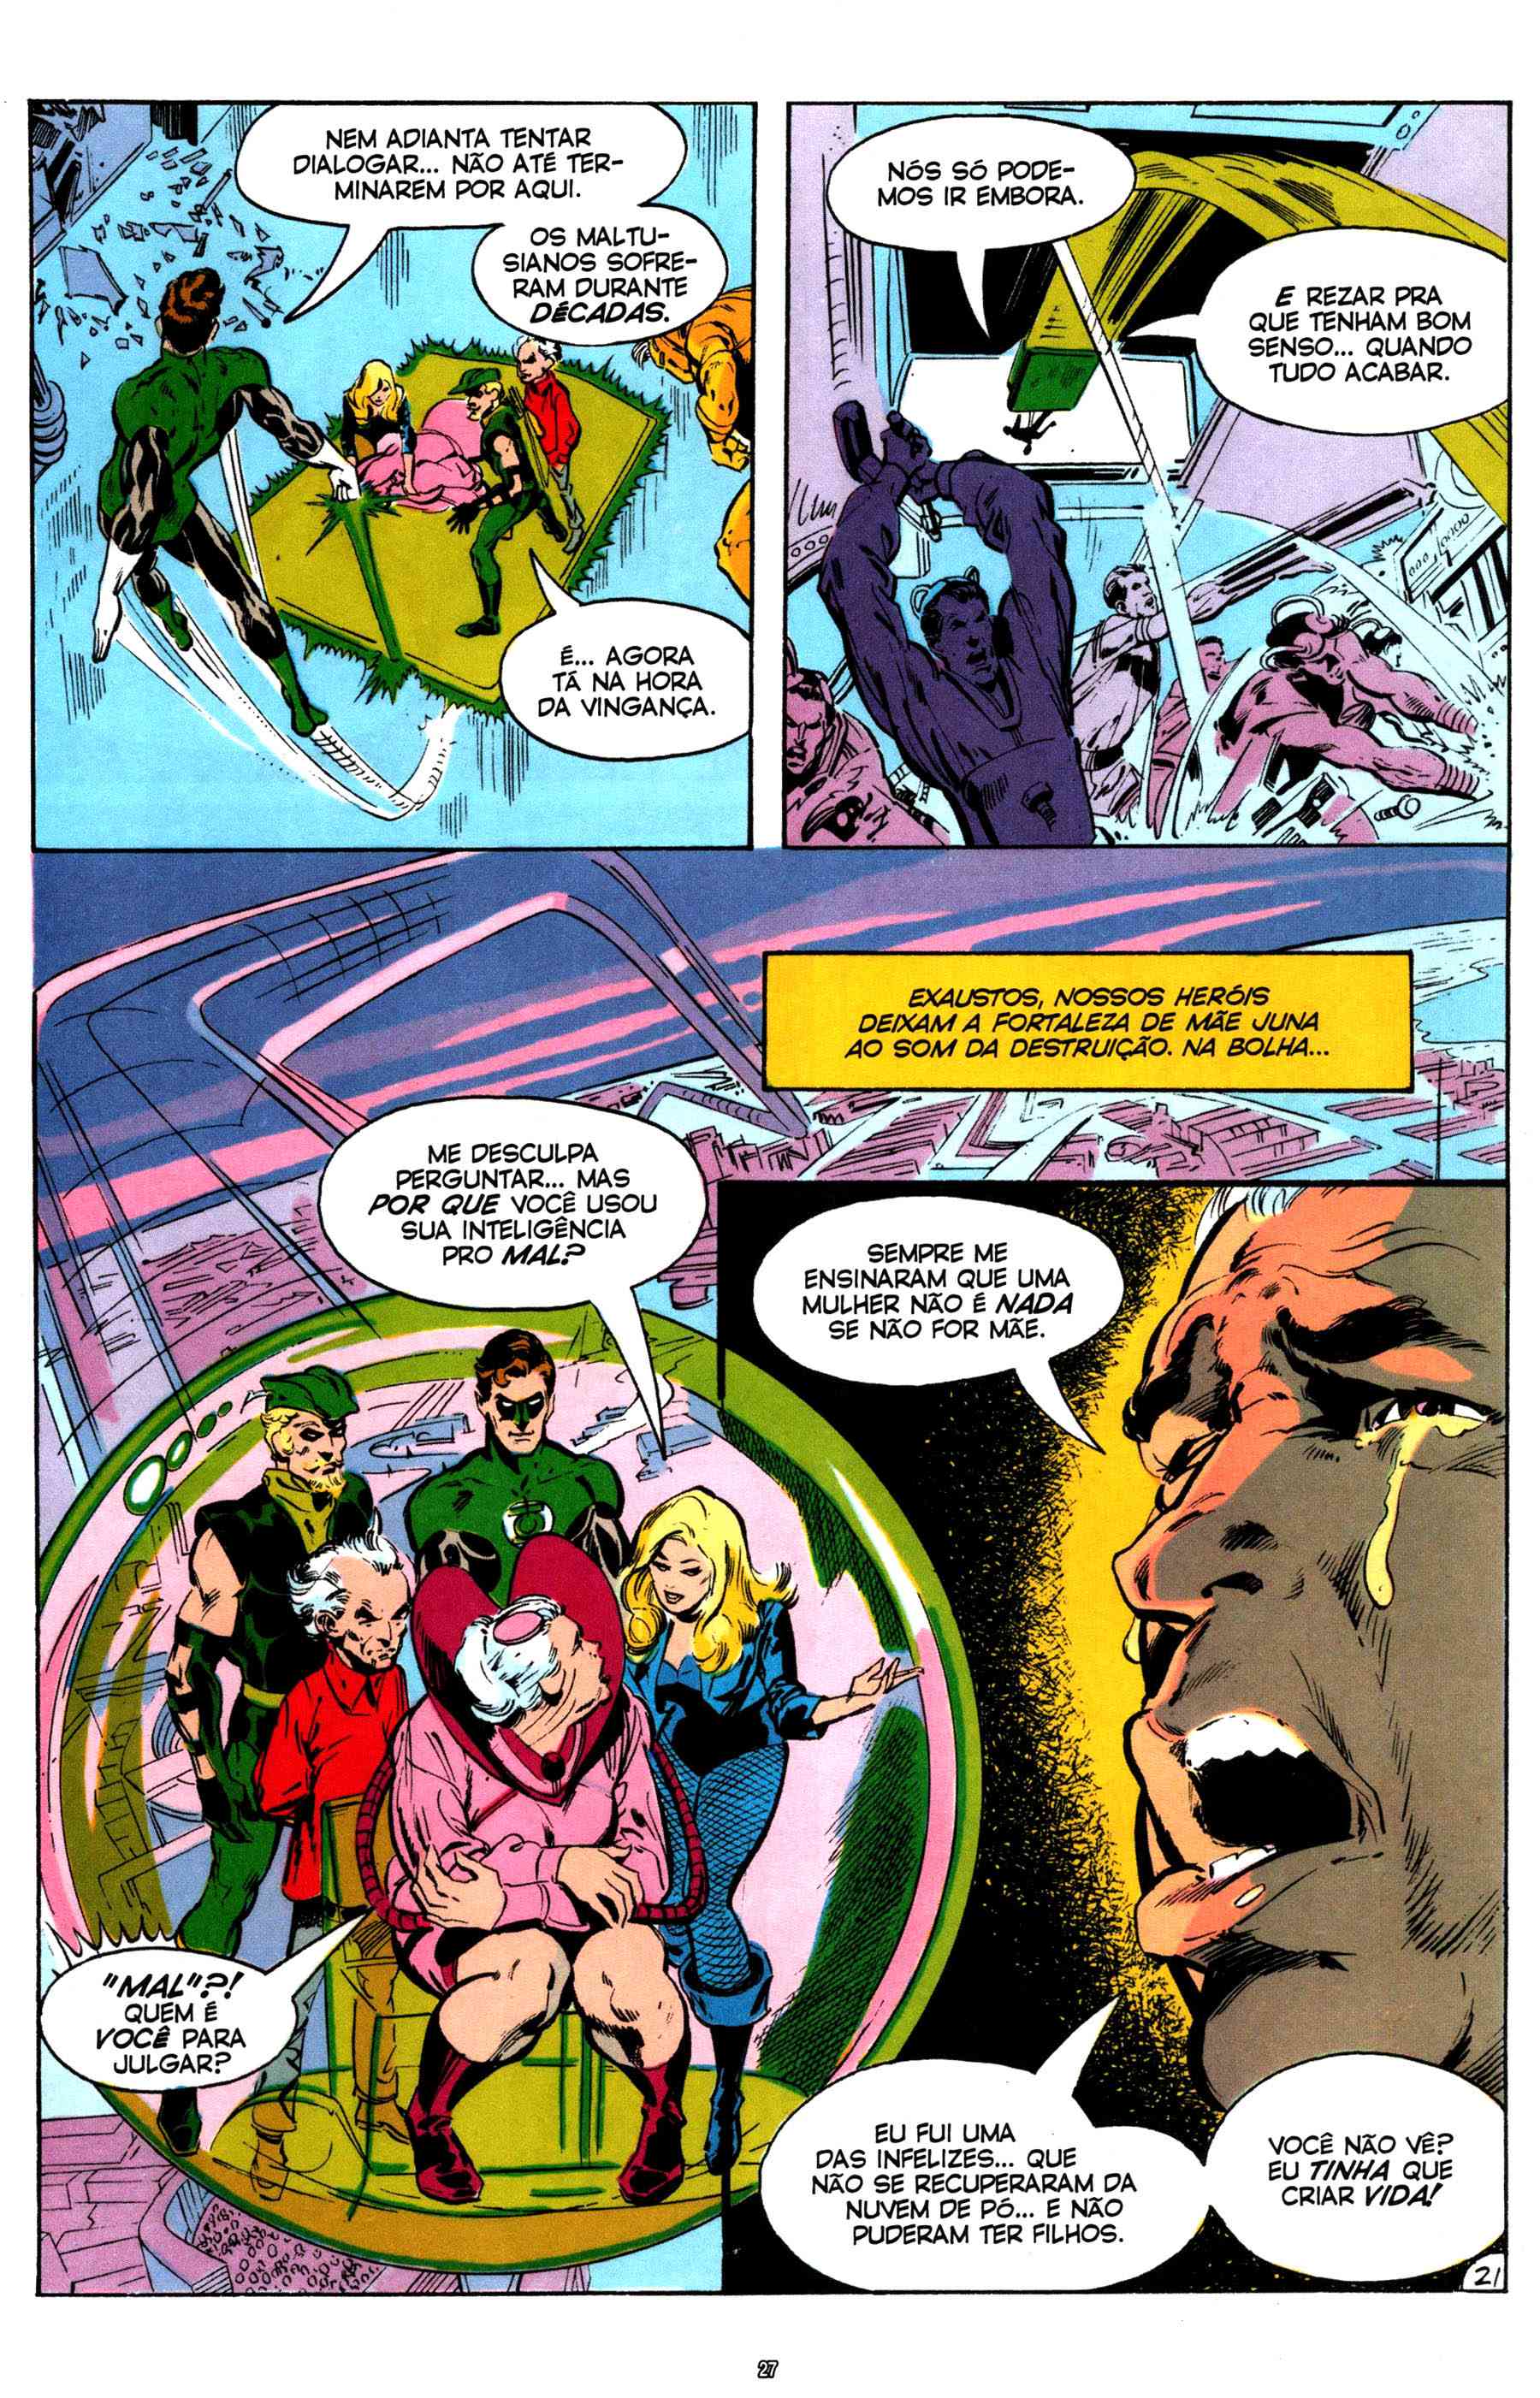 NEM ADIANTA TENTAR
DIALOGAR... NÃO ATÉ TER-
MINAREM POR AQUI.
OS MALTU-
SIANOS SOFRE-
RAM DURANTE
DÉCADAS.
É... AGORA
TÁ NA HORA
DA VINGANÇA.
NÓS SÓ PODE-
MOS IR EMBORA.
E REZAR PRA
QUE TENHAM BOM
SENSO... QUANDO
TUDO ACABAR.
EXAUSTOS, NOSSOS HERÓIS
DEIXAM A FORTALEZA DE MÃE JUNA
AO SOM DA DESTRUIÇÃO. NA BOLHA...
ME DESCULPA
PERGUNTAR... MAS
POR QUE VOCÊ USOU
SUA INTELIGÊNCIA
PRO MAL?
"MAL"?!
QUEM É
VOCÊ PARA
JULGAR?
SEMPRE ME
ENSINARAM QUE UMA
MULHER NÃO É NADA
SE NÃO FOR MÃE.
EU FUI UMA
DAS INFELIZES... QUE
NÃO SE RECUPERARAM DA
NUVEM DE PÓ... E NÃO
PUDERAM TER FILHOS.
VOCÊ NÃO VÊ?
EU TINHA QUE
CRIAR VIDA!
21
27